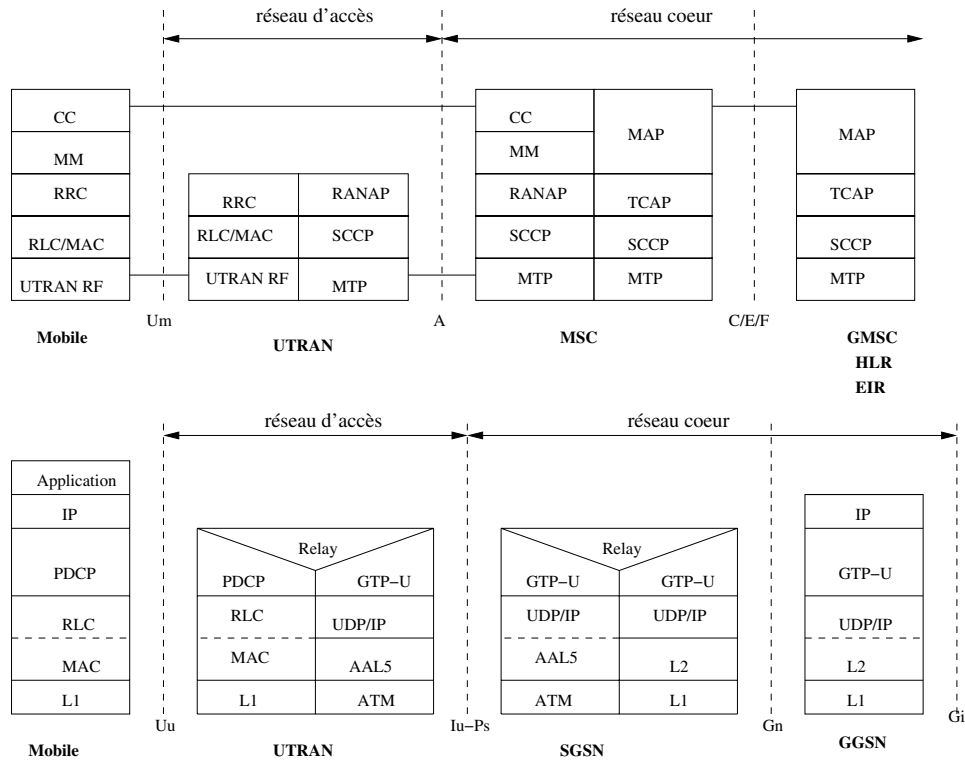 réseau d'accès
réseau coeur
CC
MM
RRC
RLC/MAC
UTRAN RF
RRC
RLC/MAC
UTRAN RF
RANAP
SCCP
MTP
CC
MM
RANAP
SCCP
MTP
MAP
TCAP
SCCP
MTP
MAP
TCAP
SCCP
MTP
Um
A
C/E/F
Mobile
UTRAN
MSC
GMSC
HLR
EIR
réseau d'accès
réseau coeur
Application
IP
PDCP
RLC
MAC
L1
Relay
PDCP
RLC
MAC
L1
GTP−U
UDP/IP
AAL5
ATM
Relay
GTP−U
UDP/IP
AAL5
ATM
GTP−U
UDP/IP
L2
L1
IP
GTP−U
UDP/IP
L2
L1
Uu
Iu−Ps
Gn
Gi
Mobile
UTRAN
SGSN
GGSN